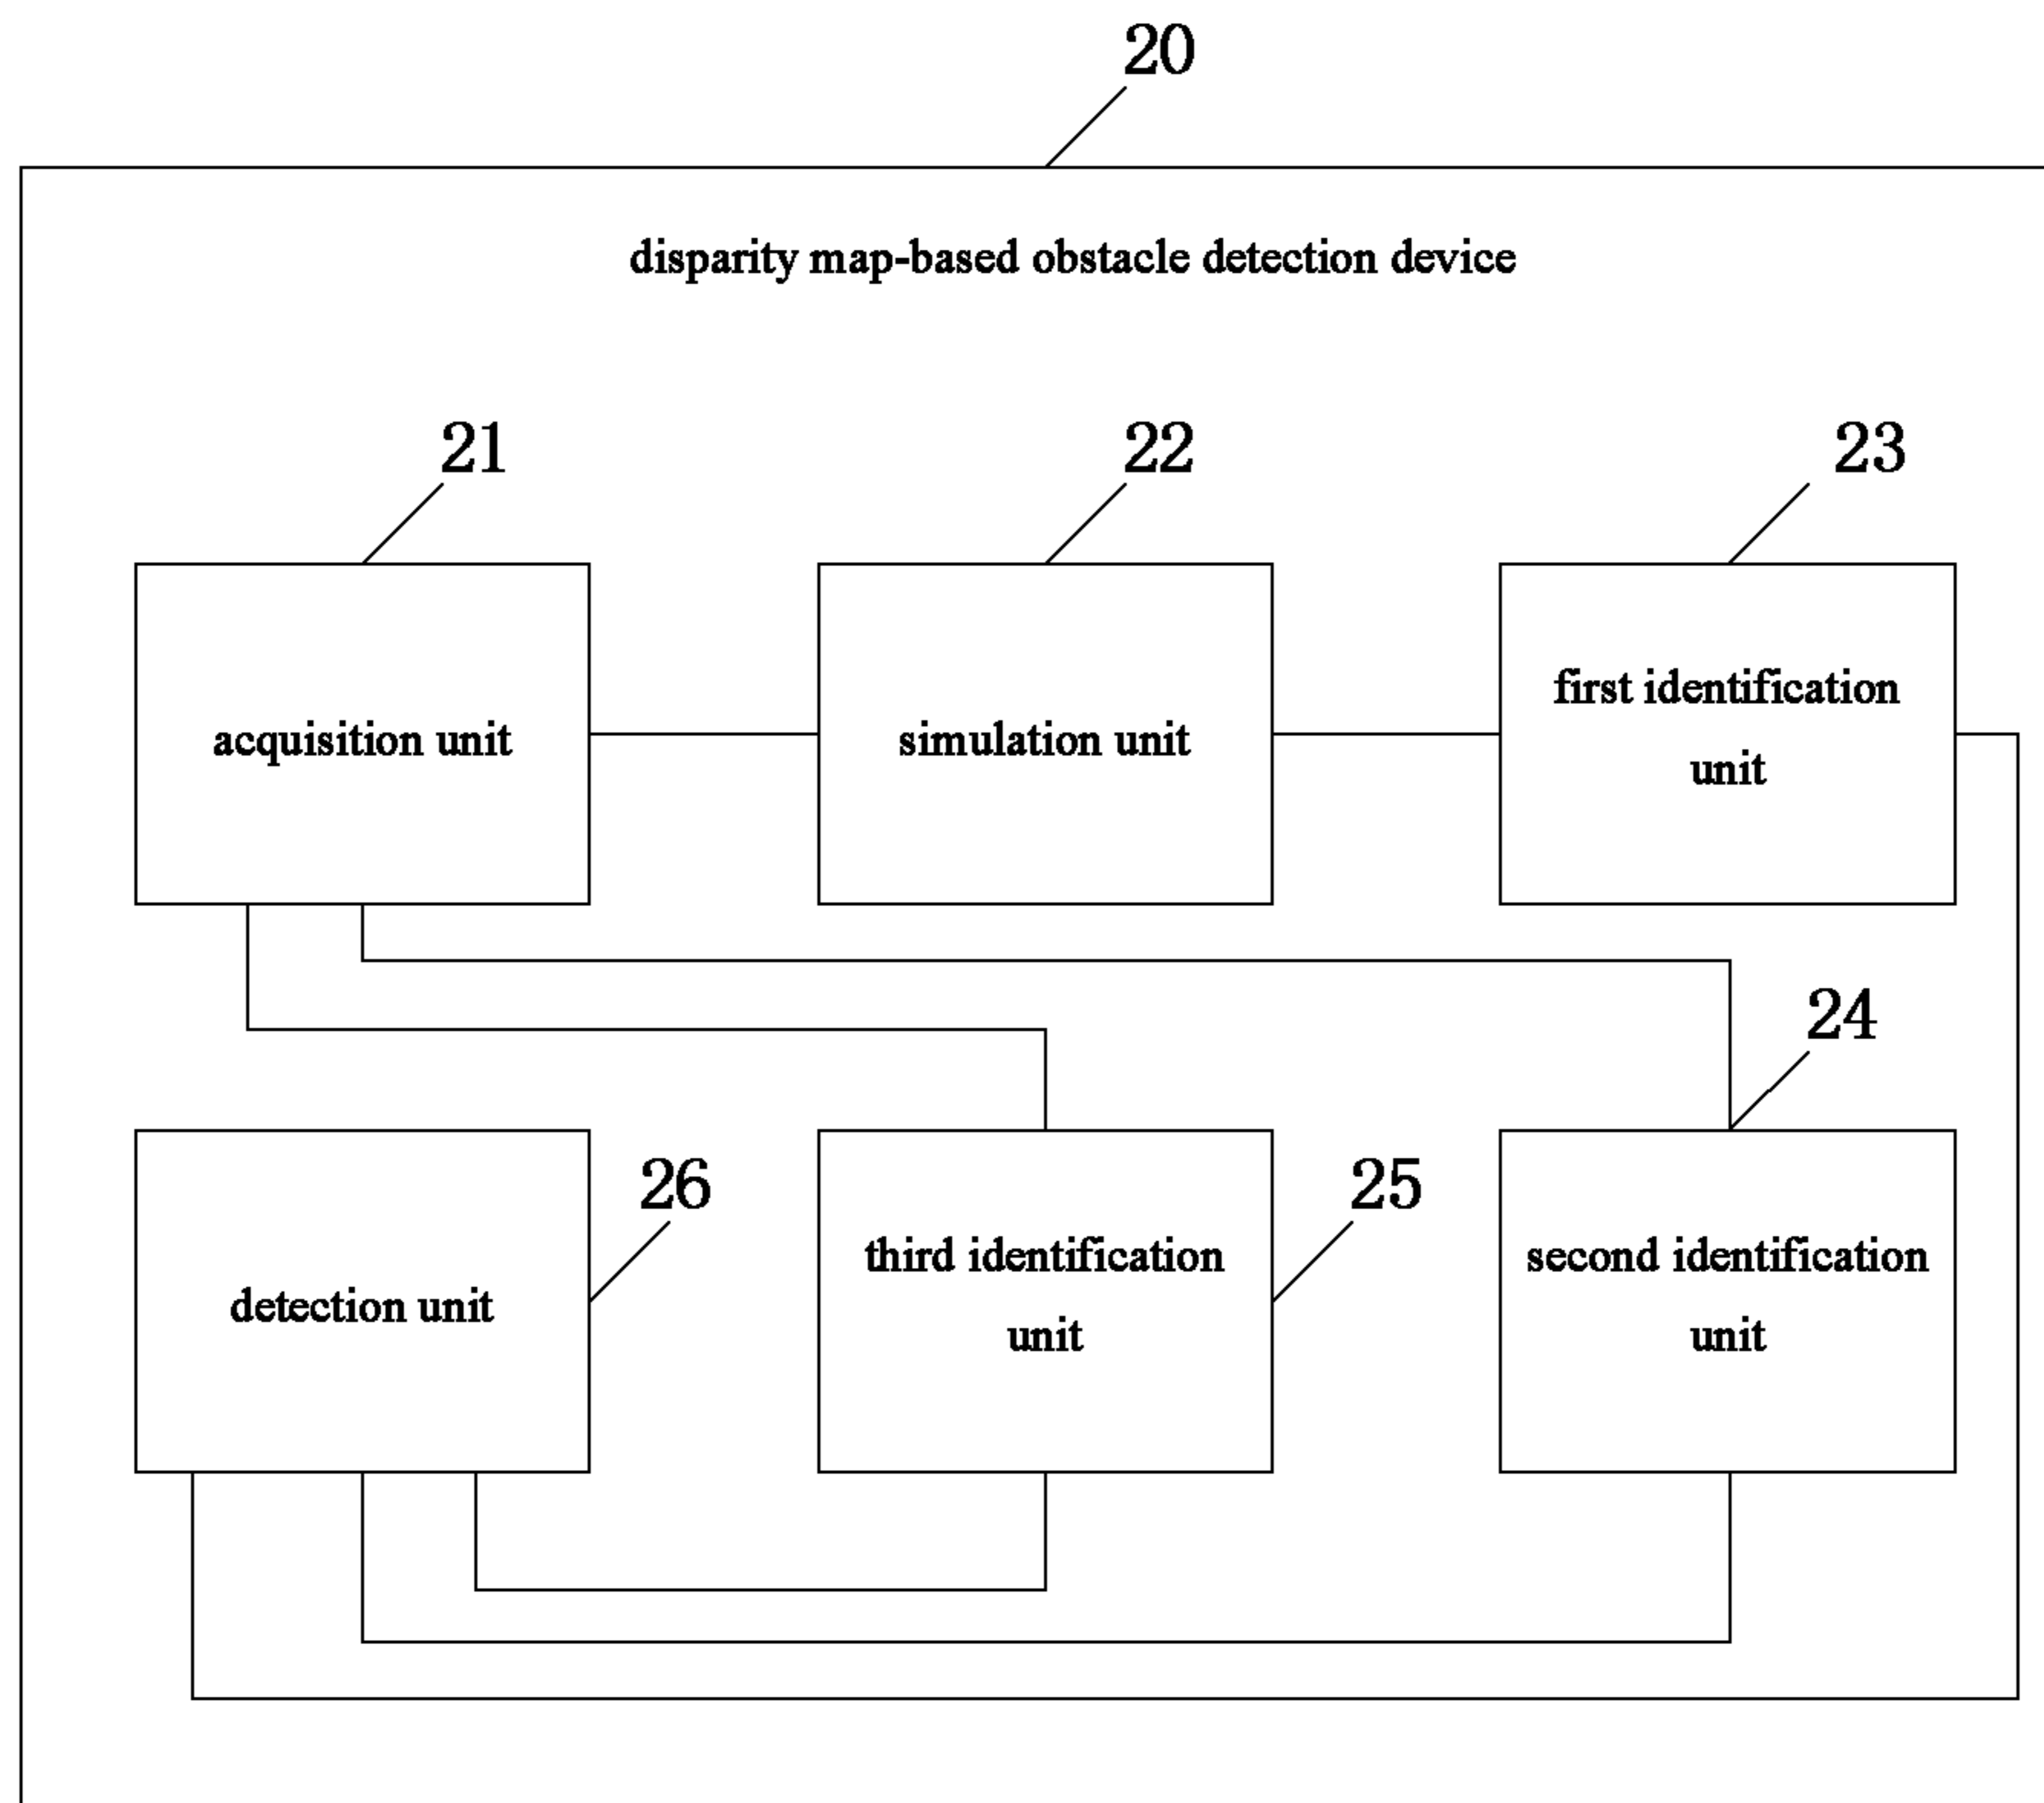 20
disparity map-based obstacle detection device
21
22
23
acquisition unit
simulation unit
first identification
unit
24
26
25
detection unit
third identification
unit
second identification
unit